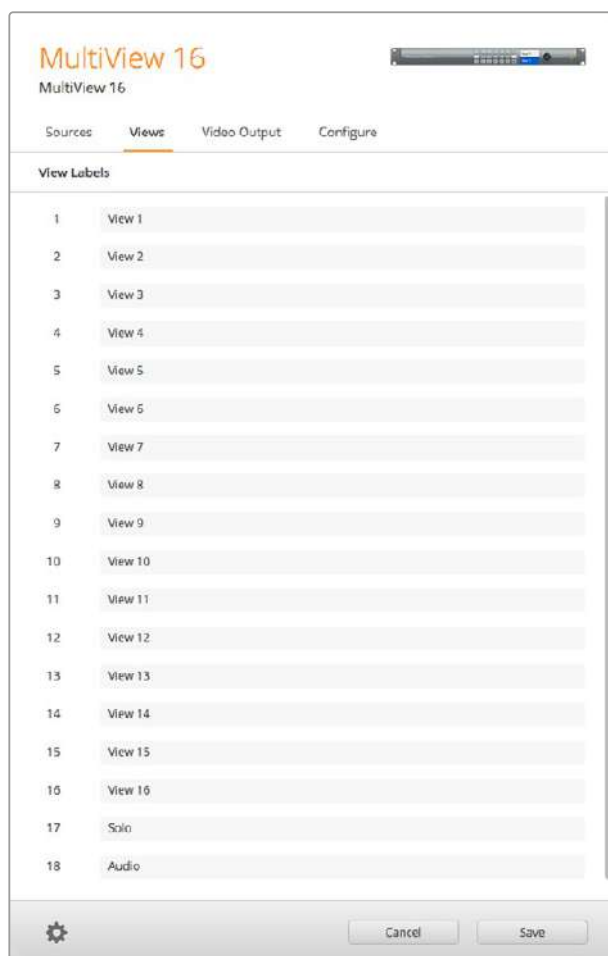 MultiView 16
MultiView 16
Sources Views Video Output Configure
View Labels
1 View 1
2 View 2
3 View 3
4 View 4
5 View 5
6 View 6
7 View 7
8 View 8
9 View 9
10 View 10
11 View 11
12 View 12
13 View 13
14 View 14
15 View 15
16 View 16
17 Solo
18 Audio
Cancel Save